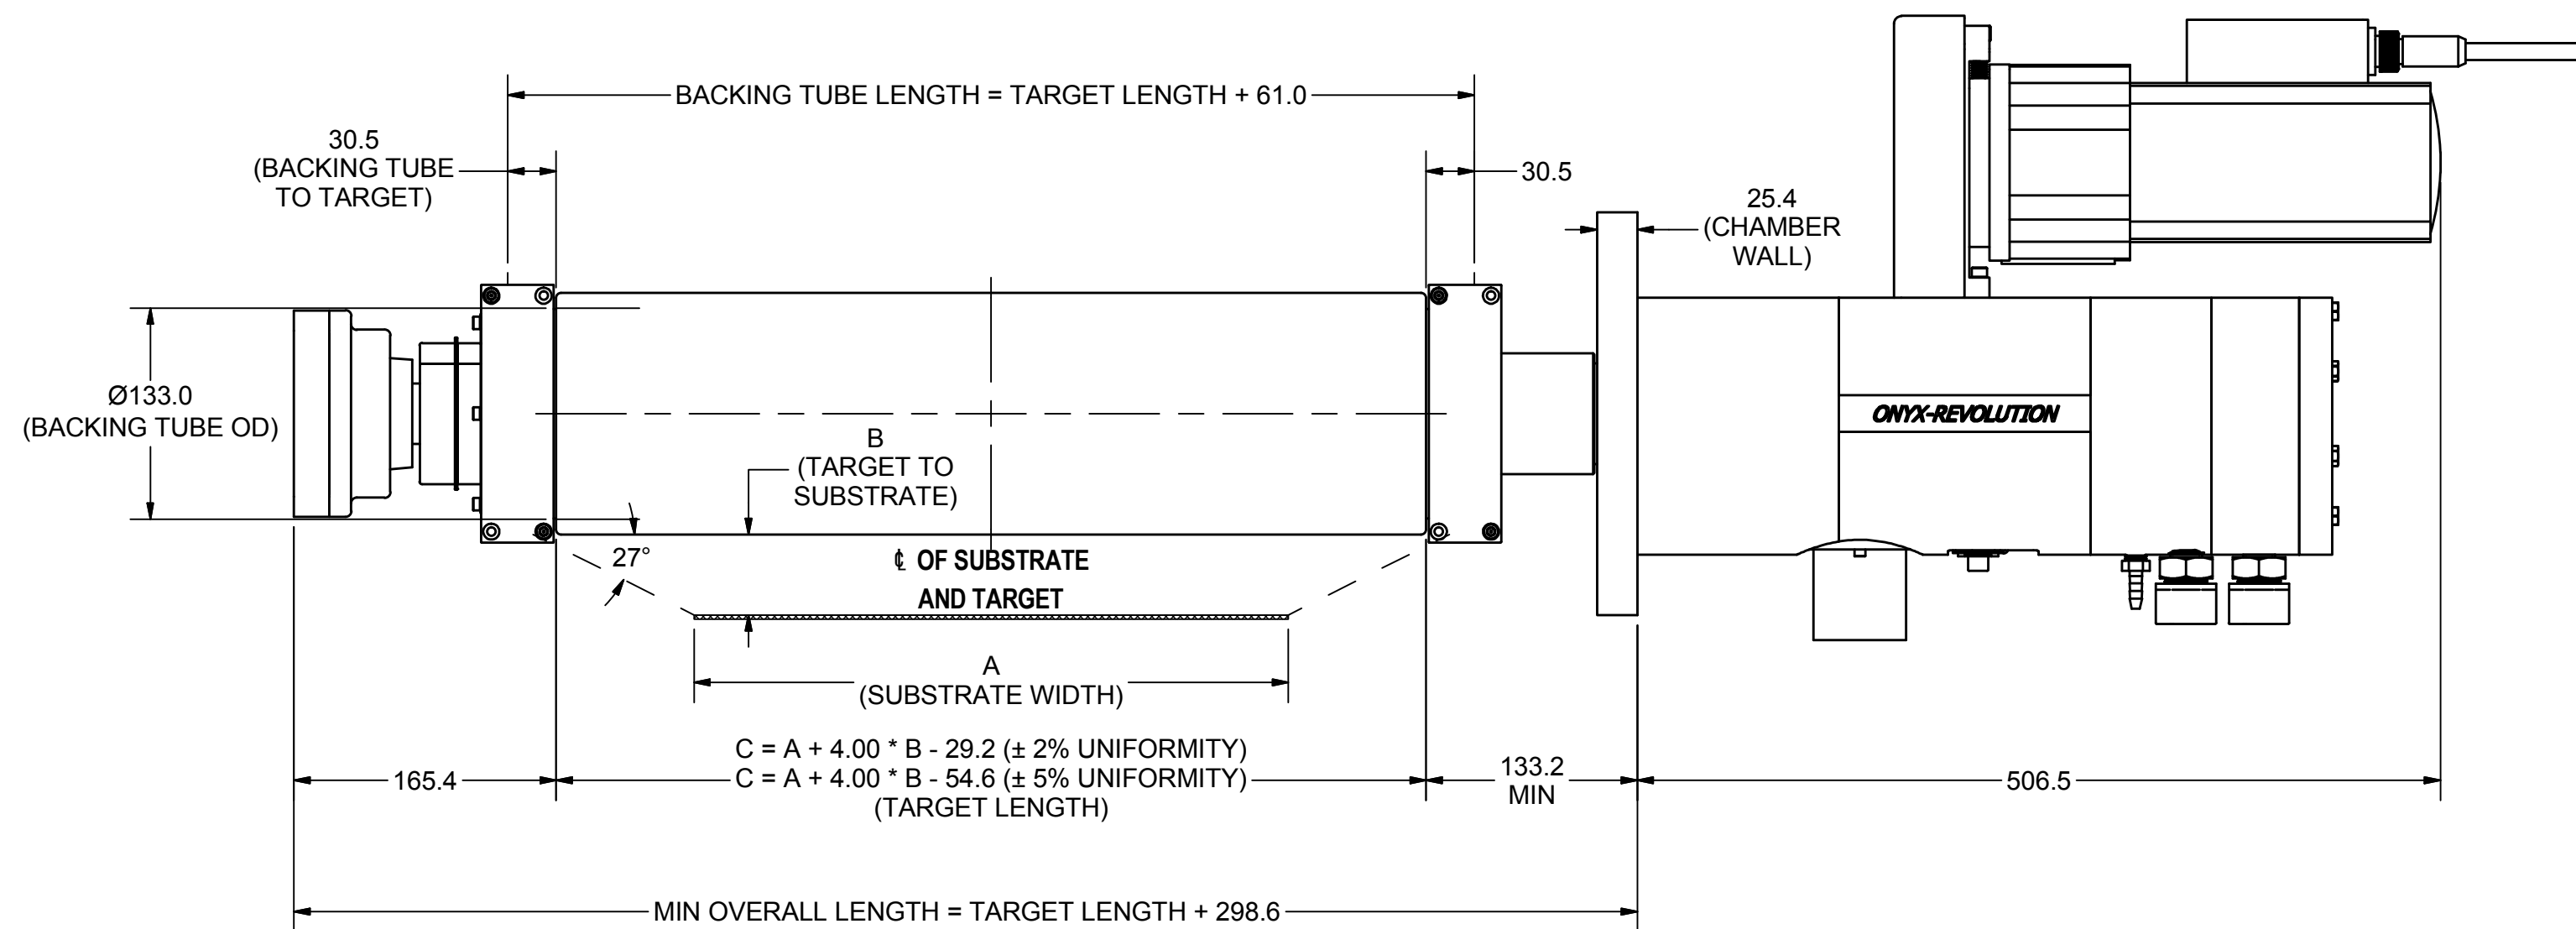 BACKING TUBE LENGTH = TARGET LENGTH + 61.0
30.5
(BACKING TUBE
TO TARGET)
30.5
25.4
(CHAMBER
WALL)
Ø133.0
(BACKING TUBE OD)
B
(TARGET TO
SUBSTRATE)
ONYX-REVOLUTION
27°
℄ OF SUBSTRATE
AND TARGET
A
(SUBSTRATE WIDTH)
C = A + 4.00 * B - 29.2 (± 2% UNIFORMITY)
C = A + 4.00 * B - 54.6 (± 5% UNIFORMITY)
(TARGET LENGTH)
165.4
133.2
MIN
506.5
MIN OVERALL LENGTH = TARGET LENGTH + 298.6